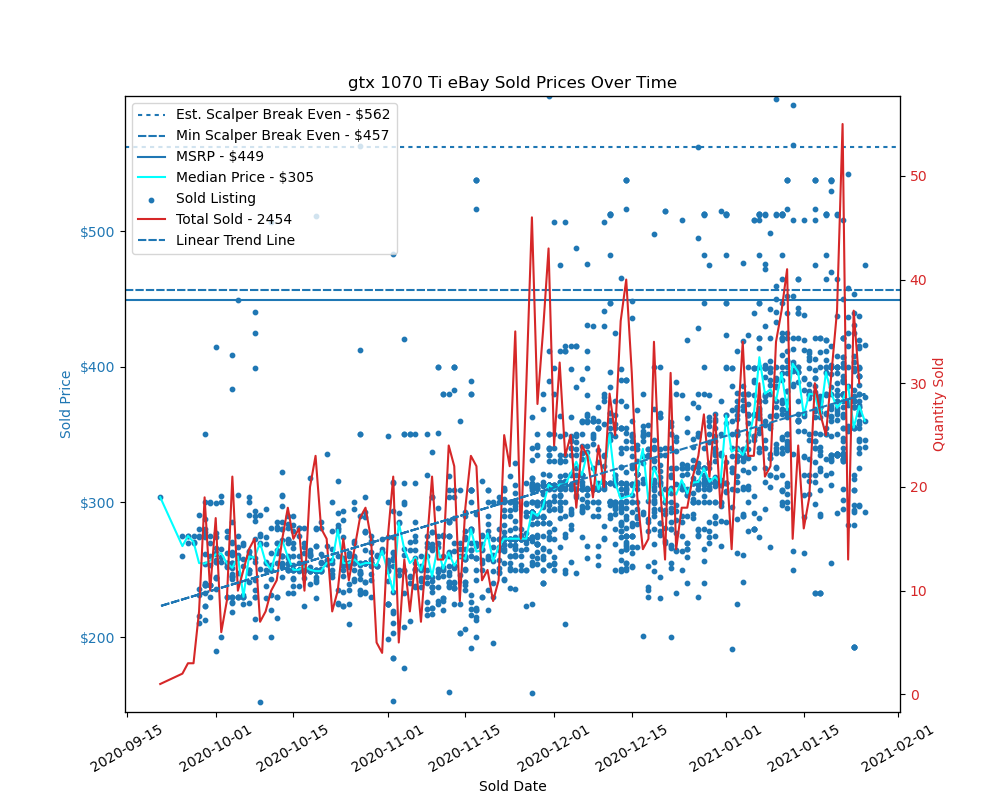 gtx 1070 Ti eBay Sold Prices Over Time
Est. Scalper Break Even - $562
Min Scalper Break Even - $457
MSRP - $449
Median Price - $305
Sold Listing
Total Sold - 2454
Linear Trend Line
$500
$400
$300
$200
Sold Price
50
40
30
20
10
0
Quantity Sold
2020-09-15
2020-10-01
2020-10-15
2020-11-01
2020-11-15
2020-12-01
2020-12-15
2021-01-01
2021-01-15
2021-02-01
Sold Date